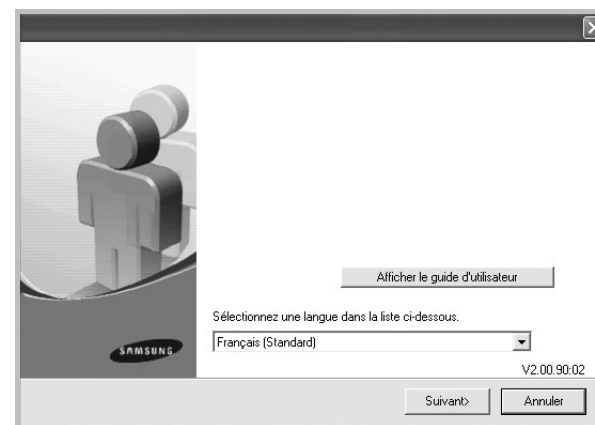 Afficher le guide d'utilisateur
Sélectionnez une langue dans la liste ci-dessous.
Français (Standard)
SAMSUNG
V2.00.90:02
Suivant>
Annuler